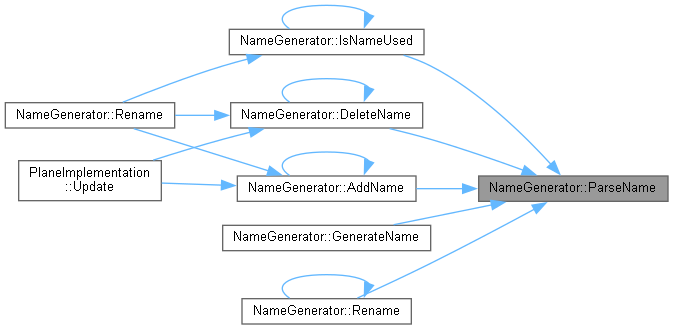 NameGenerator::IsNameUsed
NameGenerator::Rename
NameGenerator::DeleteName
PlaneImplementation
::Update
NameGenerator::AddName
NameGenerator::ParseName
NameGenerator::GenerateName
NameGenerator::Rename